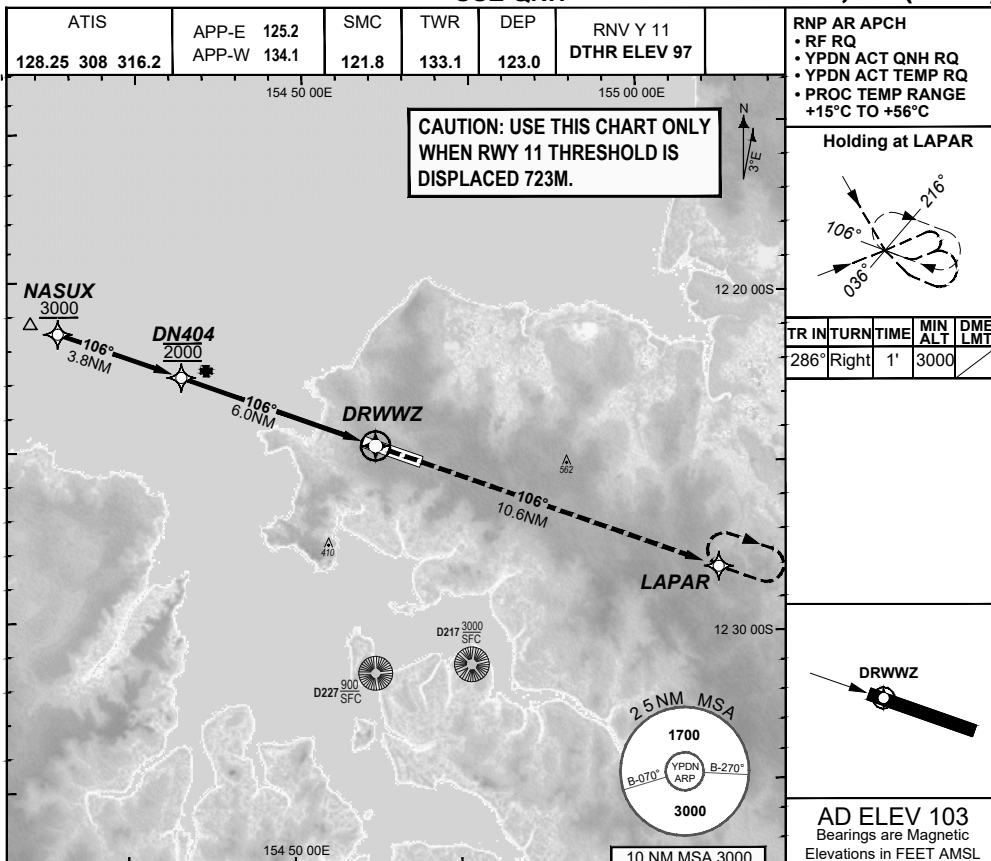 ATIS
128.25 308 316.2
APP-E 125.2
APP-W 134.1
SMC
121.8
TWR
133.1
DEP
123.0
RNV Y 11
DTHR ELEV 97
RNP AR APCH
• RF RQ
• YPDN ACT QNH RQ
• YPDN ACT TEMP RQ
• PROC TEMP RANGE
+15°C TO +56°C
154 50 00E
155 00 00E
CAUTION: USE THIS CHART ONLY
WHEN RWY 11 THRESHOLD IS
DISPLACED 723M.
N
3°E
Holding at LAPAR
216°
106°
036°
12 20 00S
NASUX
3000
106°
3.8NM
DN404
2000
106°
6.0NM
DRWWZ
TR IN TURN TIME MIN ALT DME LMT
286° Right 1' 3000
562
106°
10.6NM
410
LAPAR
12 30 00S
D217 3000
SFC
D227 900
SFC
25NM MSA
1700
B-070° YPDN ARP B-270°
3000
DRWWZ
154 50 00E
10 NM MSA 3000
AD ELEV 103
Bearings are Magnetic
Elevations in FEET AMSL